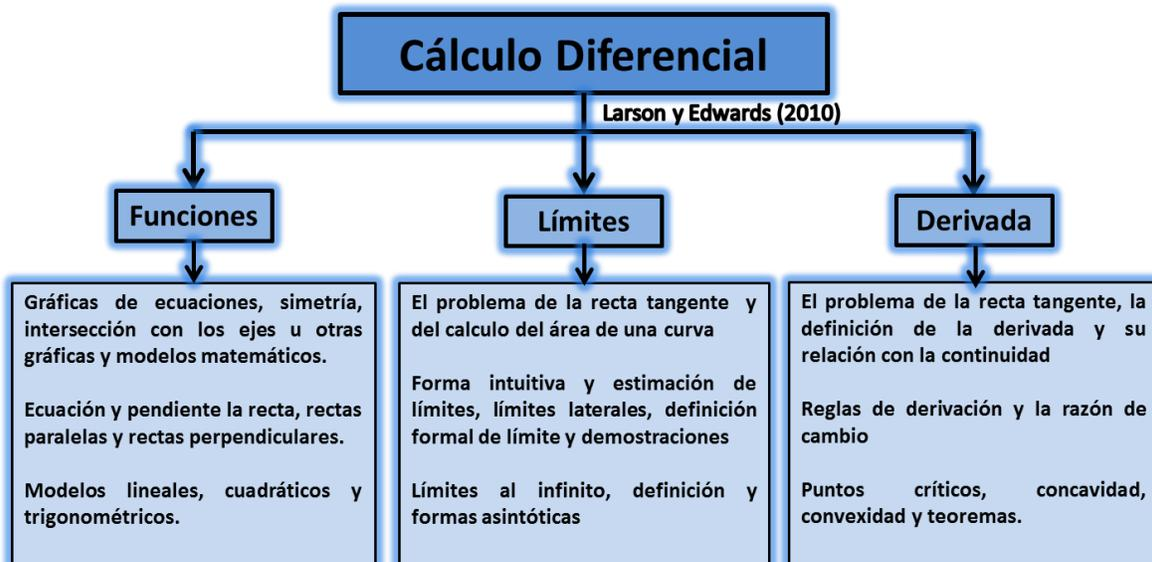 Cálculo Diferencial
Larson y Edwards (2010)
Funciones
Límites
Derivada
Gráficas de ecuaciones, simetría,
intersección con los ejes u otras
gráficas y modelos matemáticos.
Ecuación y pendiente la recta, rectas
paralelas y rectas perpendiculares.
Modelos lineales, cuadráticos y
trigonométricos.
El problema de la recta tangente y
del calculo del área de una curva
Forma intuitiva y estimación de
límites, límites laterales, definición
formal de límite y demostraciones
Límites al infinito, definición y
formas asintóticas
El problema de la recta tangente, la
definición de la derivada y su
relación con la continuidad
Reglas de derivación y la razón de
cambio
Puntos críticos, concavidad,
convexidad y teoremas.